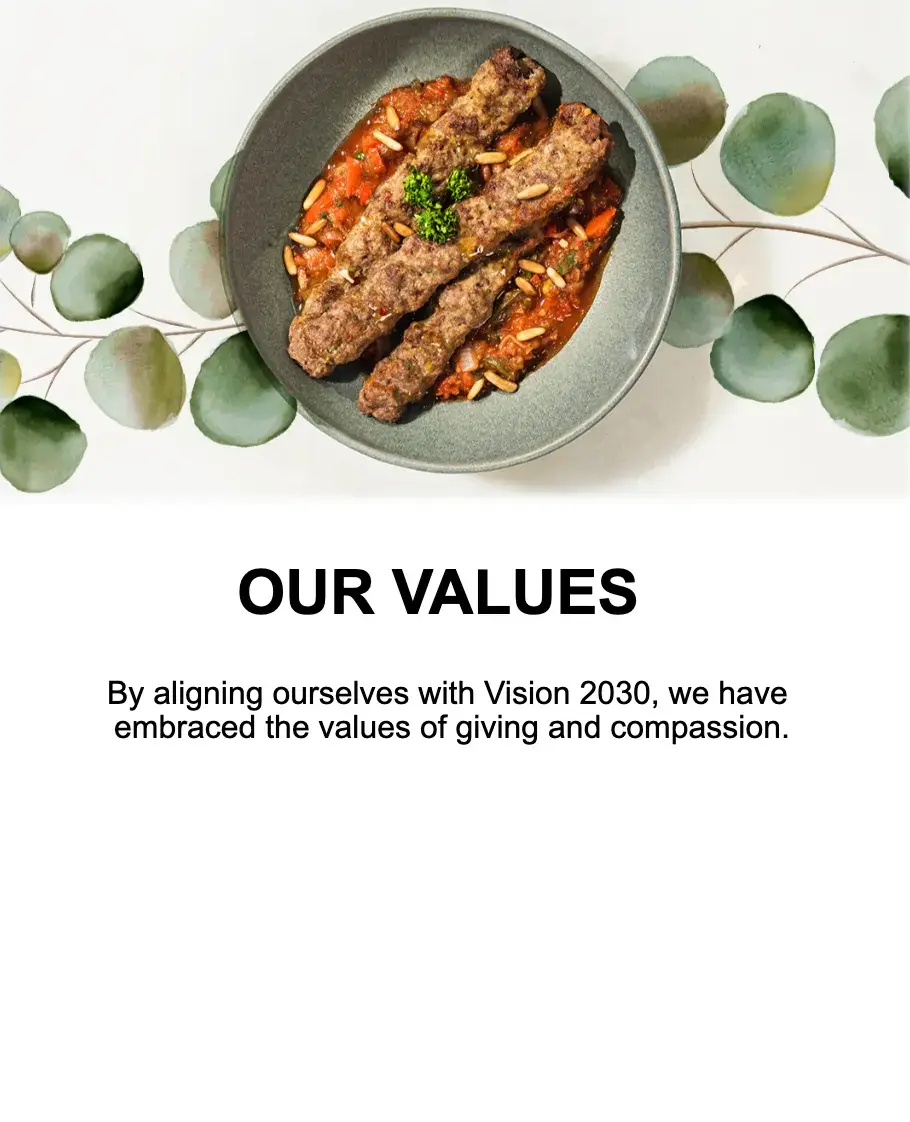 OUR VALUES
By aligning ourselves with Vision 2030, we have
embraced the values of giving and compassion.